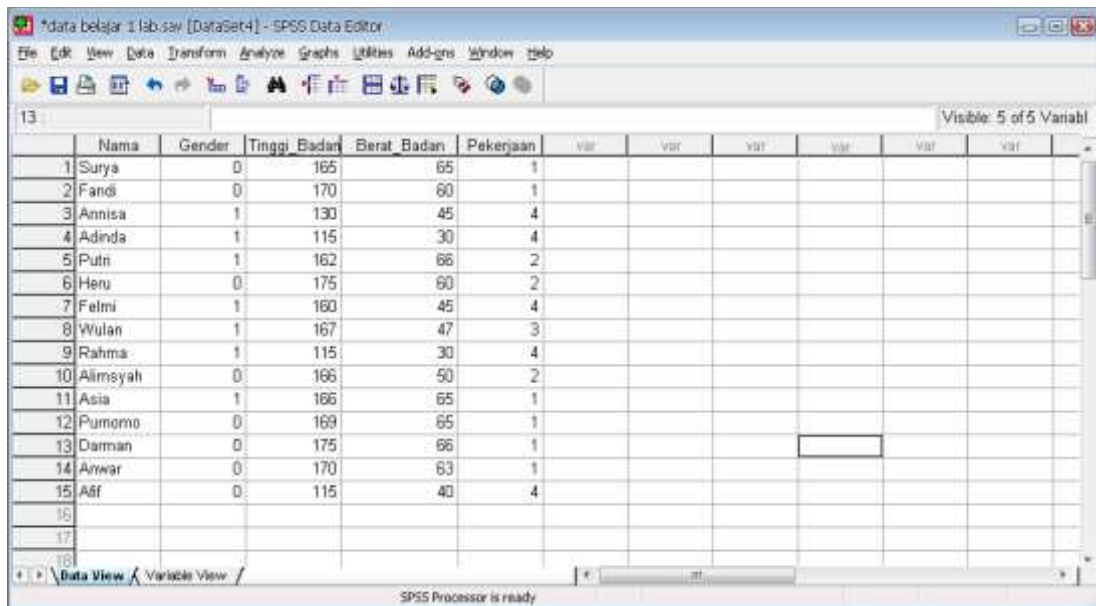 *data belajar 1 lab.sav [DataSet4] - SPSS Data Editor
File Edit View Data Transform Analyze Graphs Utilities Add-ons Window Help
13 : Visible: 5 of 5 Variabl
Nama Gender Tinggi_Badan Berat_Badan Pekerjaan var var var var var var
1 Surya 0 165 65 1
2 Fandi 0 170 60 1
3 Annisa 1 130 45 4
4 Adinda 1 115 30 4
5 Putri 1 162 66 2
6 Heru 0 175 60 2
7 Felmi 1 160 45 4
8 Wulan 1 167 47 3
9 Rahma 1 115 30 4
10 Alimsyah 0 166 50 2
11 Asia 1 166 65 1
12 Purnomo 0 169 65 1
13 Darman 0 175 66 1
14 Anwar 0 170 63 1
15 Afif 0 115 40 4
16
17
18
Data View Variable View
SPSS Processor is ready